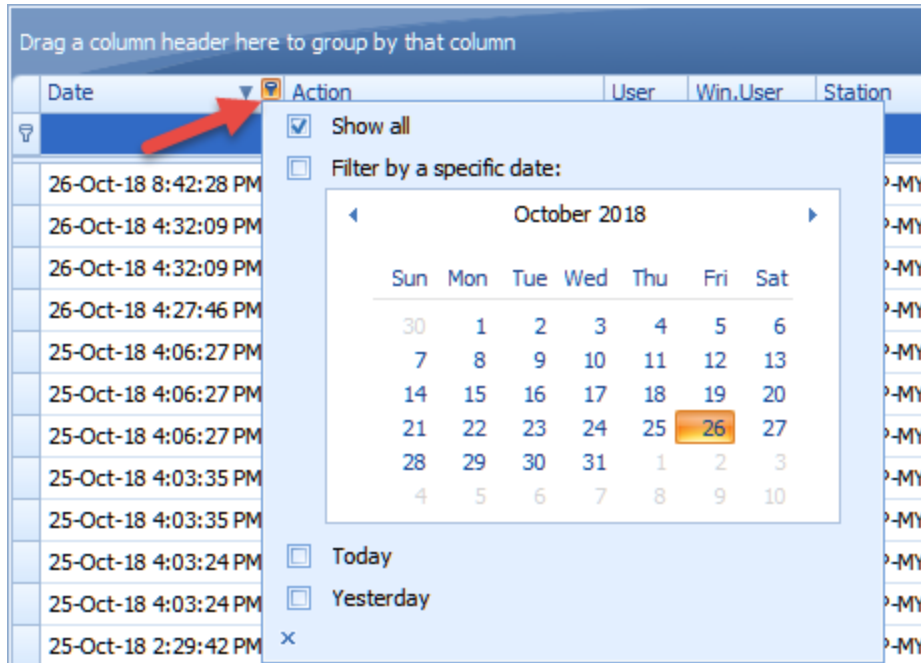 Drag a column header here to group by that column
Date Action User Win.User Station
Show all
Filter by a specific date:
October 2018
Sun Mon Tue Wed Thu Fri Sat
30 1 2 3 4 5 6
7 8 9 10 11 12 13
14 15 16 17 18 19 20
21 22 23 24 25 26 27
28 29 30 31 1 2 3
4 5 6 7 8 9 10
Today
Yesterday
26-Oct-18 8:42:28 PM
26-Oct-18 4:32:09 PM
26-Oct-18 4:32:09 PM
26-Oct-18 4:27:46 PM
25-Oct-18 4:06:27 PM
25-Oct-18 4:06:27 PM
25-Oct-18 4:06:27 PM
25-Oct-18 4:03:35 PM
25-Oct-18 4:03:35 PM
25-Oct-18 4:03:24 PM
25-Oct-18 4:03:24 PM
25-Oct-18 2:29:42 PM